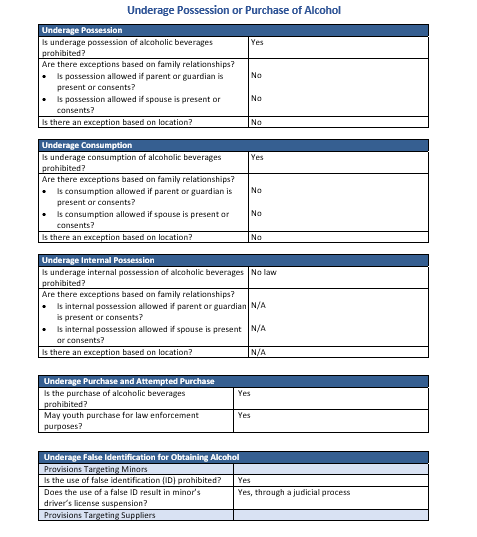 Underage Possession or Purchase of Alcohol
Underage Possession
Is underage possession of alcoholic beverages Yes
prohibited?
Are there exceptions based on family relationships?
• Is possession allowed if parent or guardian is No
present or consents?
• Is possession allowed if spouse is present or No
consents?
Is there an exception based on location? No
Underage Consumption
Is underage consumption of alcoholic beverages Yes
prohibited?
Are there exceptions based on family relationships?
• Is consumption allowed if parent or guardian is No
present or consents?
• Is consumption allowed if spouse is present or No
consents?
Is there an exception based on location? No
Underage Internal Possession
Is underage internal possession of alcoholic beverages No law
prohibited?
Are there exceptions based on family relationships?
• Is internal possession allowed if parent or guardian N/A
is present or consents?
• Is internal possession allowed if spouse is present N/A
or consents?
Is there an exception based on location? N/A
Underage Purchase and Attempted Purchase
Is the purchase of alcoholic beverages Yes
prohibited?
May youth purchase for law enforcement Yes
purposes?
Underage False Identification for Obtaining Alcohol
Provisions Targeting Minors
Is the use of false identification (ID) prohibited? Yes
Does the use of a false ID result in minor's Yes, through a judicial process
driver's license suspension?
Provisions Targeting Suppliers